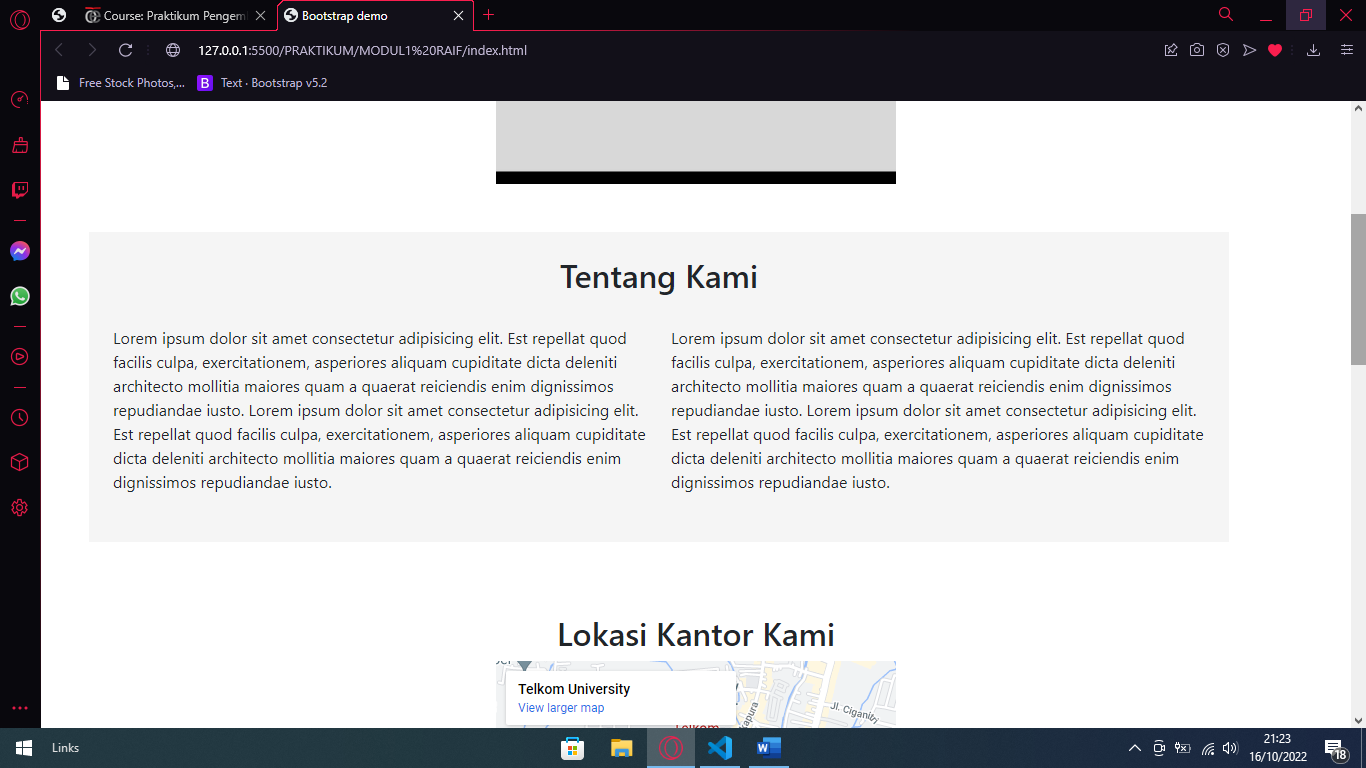 Course: Praktikum Pengem
Bootstrap demo
127.0.0.1:5500/PRAKTIKUM/MODUL1%20RAIF/index.html
Free Stock Photos,...
B
Text · Bootstrap v5.2
Tentang Kami
Lorem ipsum dolor sit amet consectetur adipisicing elit. Est repellat quod
facilis culpa, exercitationem, asperiores aliquam cupiditate dicta deleniti
architecto mollitia maiores quam a quaerat reiciendis enim dignissimos
repudiandae iusto. Lorem ipsum dolor sit amet consectetur adipisicing elit.
Est repellat quod facilis culpa, exercitationem, asperiores aliquam cupiditate
dicta deleniti architecto mollitia maiores quam a quaerat reiciendis enim
dignissimos repudiandae iusto.
Lorem ipsum dolor sit amet consectetur adipisicing elit. Est repellat quod
facilis culpa, exercitationem, asperiores aliquam cupiditate dicta deleniti
architecto mollitia maiores quam a quaerat reiciendis enim dignissimos
repudiandae iusto. Lorem ipsum dolor sit amet consectetur adipisicing elit.
Est repellat quod facilis culpa, exercitationem, asperiores aliquam cupiditate
dicta deleniti architecto mollitia maiores quam a quaerat reiciendis enim
dignissimos repudiandae iusto.
Lokasi Kantor Kami
Telkom University
View larger map
Jl. Ciganitri
Telkom
Links
21:23
16/10/2022
18